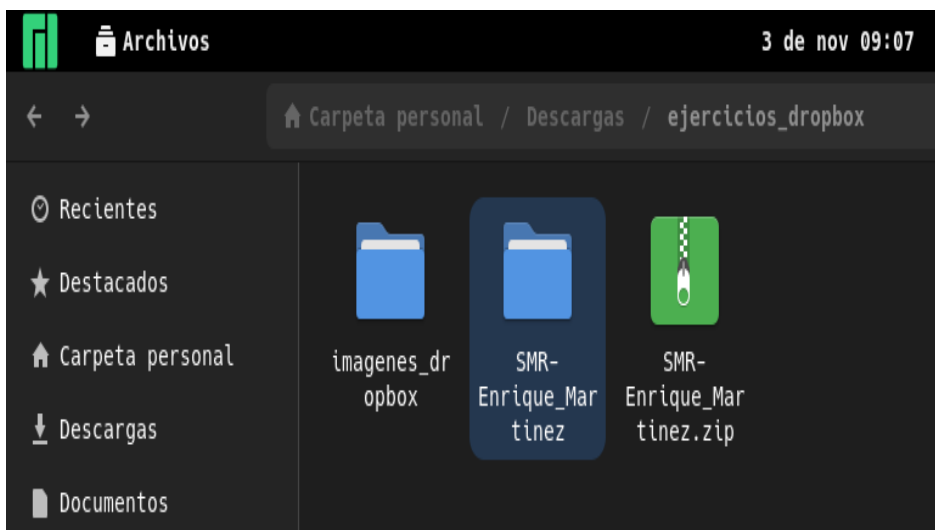 Archivos
3 de nov 09:07
Carpeta personal / Descargas / ejercicios_dropbox
Recientes
Destacados
Carpeta personal
Descargas
Documentos
imagenes_dr
opbox
SMR-
Enrique_Mar
tinez
SMR-
Enrique_Mar
tinez.zip